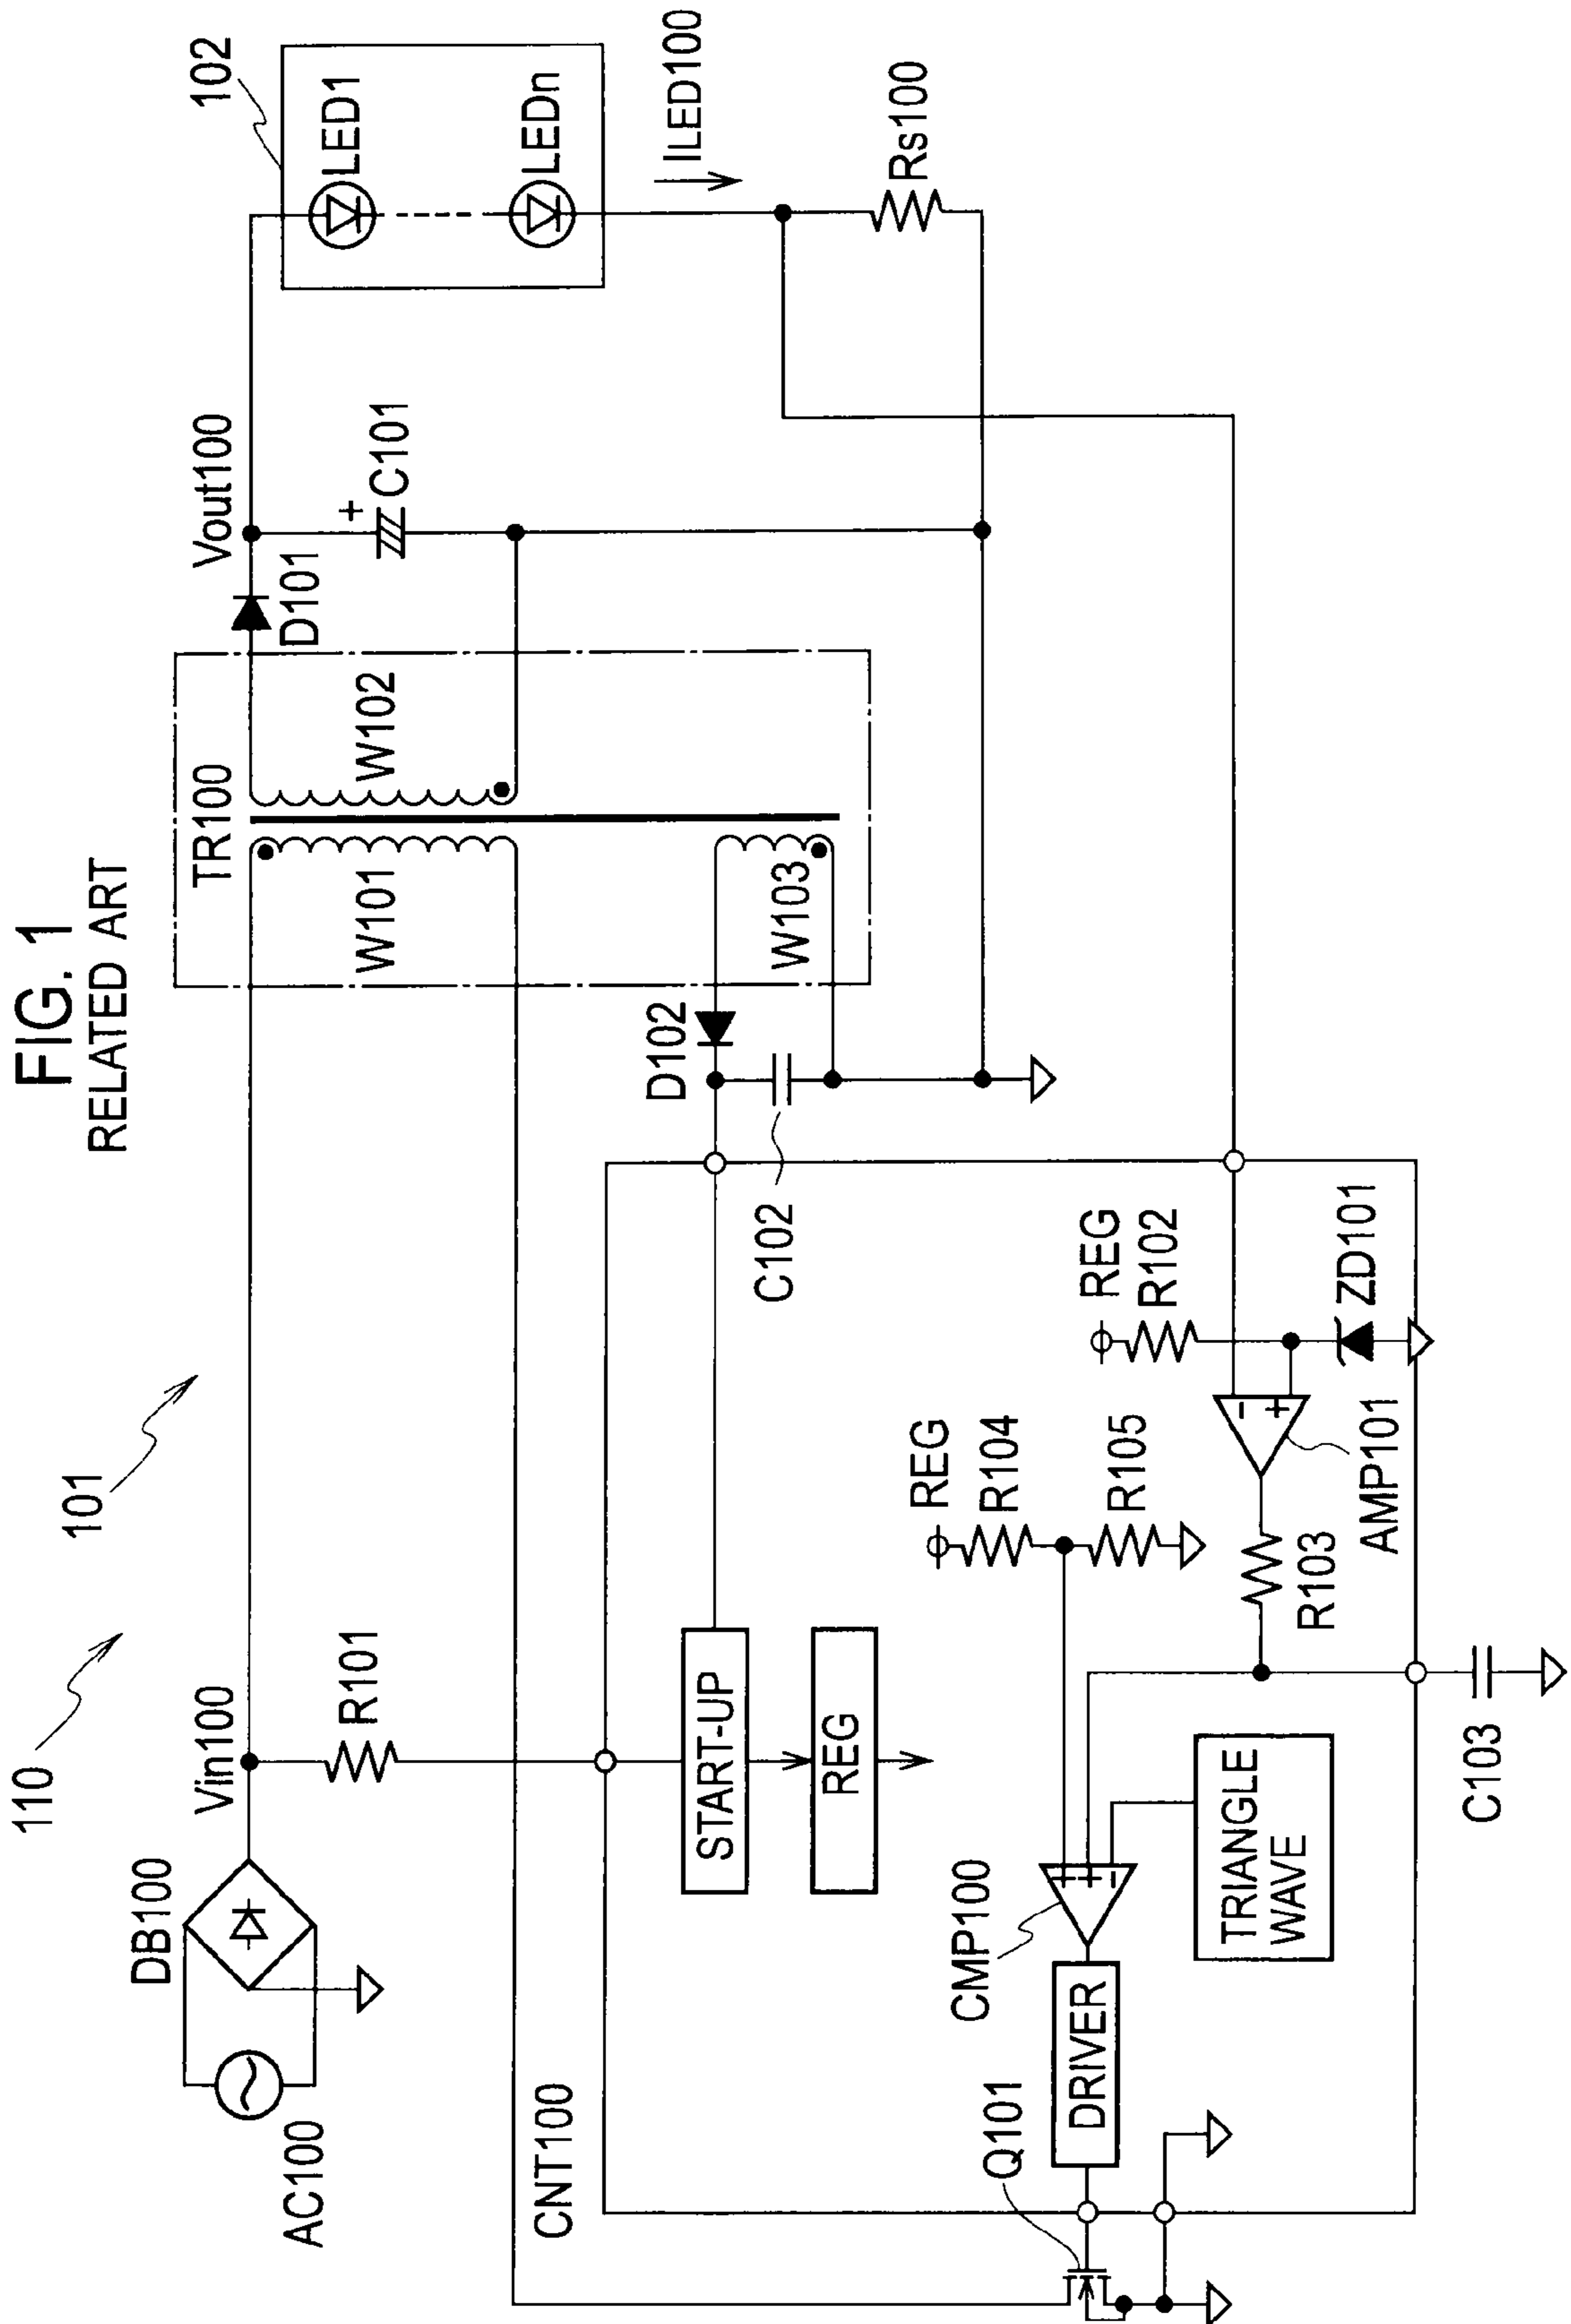 FIG. 1
RELATED ART
110
101
102
AC100
DB100
Vin100
R101
TR100
W101
W102
W103
D101
Vout100
+
C101
LED1
LEDn
ILED100
Rs100
D102
C102
CNT100
START-UP
REG
Q101
DRIVER
CMP100
+
+
-
TRIANGLE
WAVE
REG
R104
R105
REG
R102
ZD101
-
+
AMP101
R103
C103